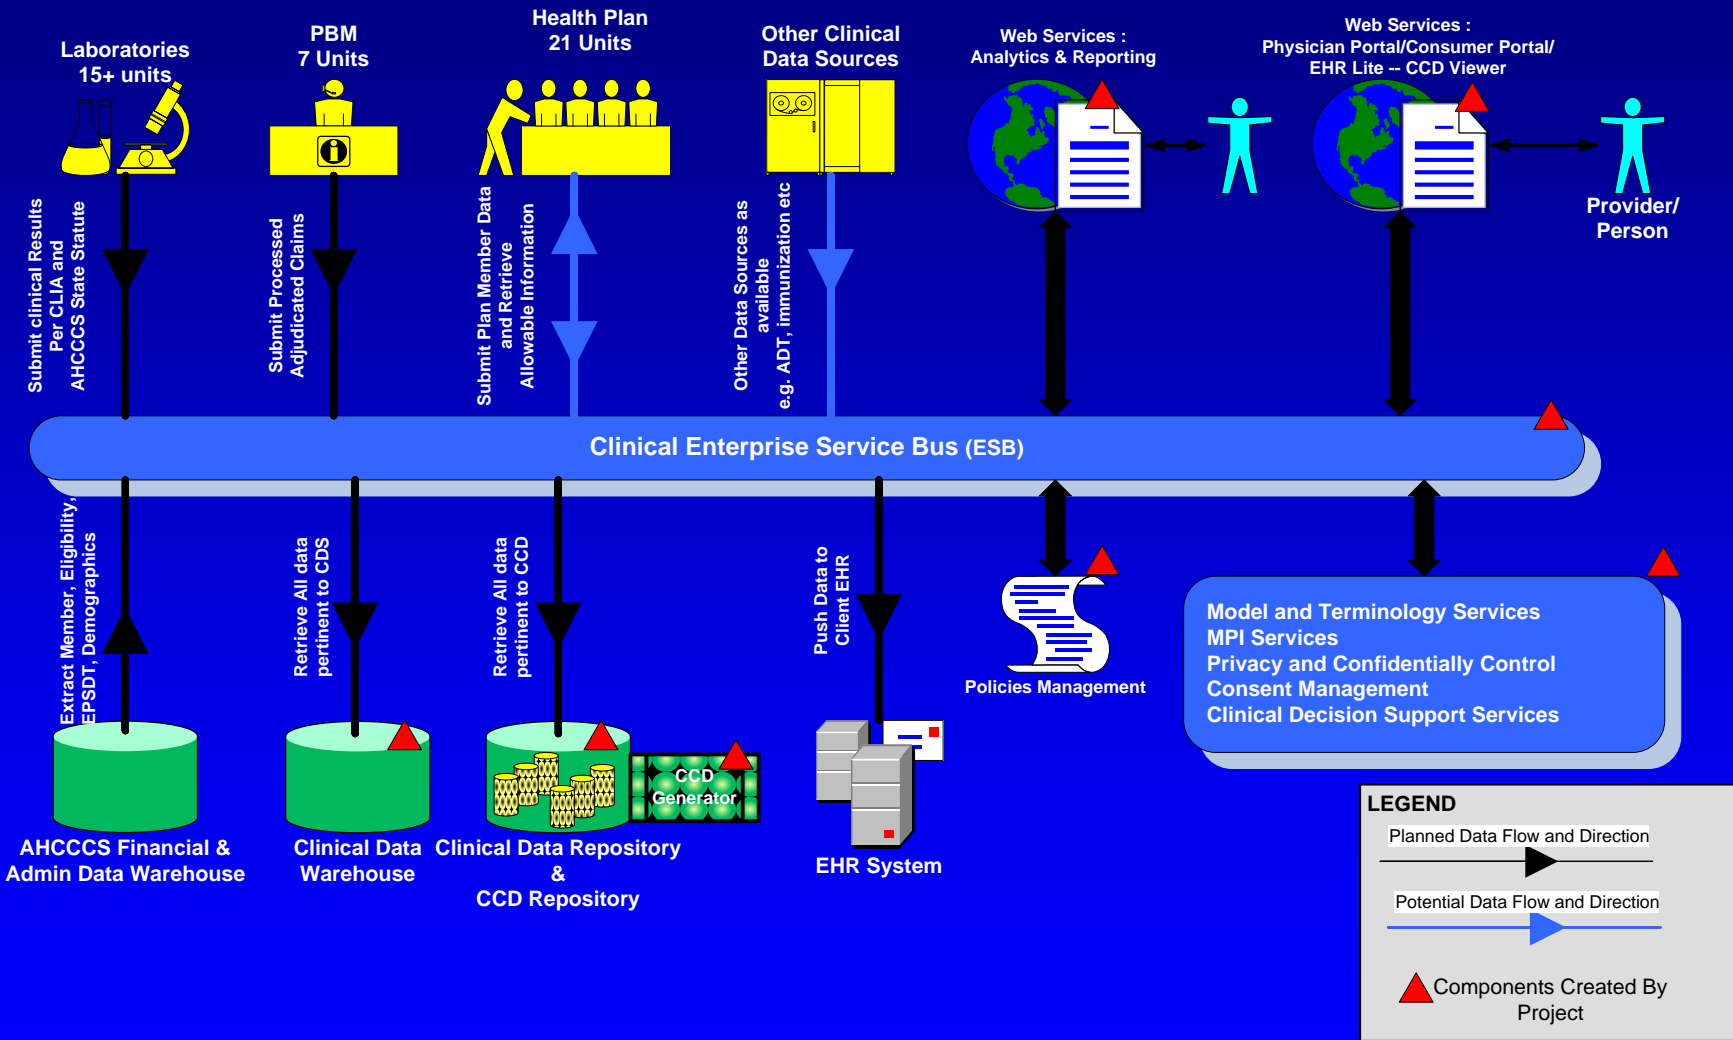 Laboratories
15+ units
PBM
7 Units
Health Plan
21 Units
Other Clinical
Data Sources
Web Services :
Analytics & Reporting
Web Services :
Physician Portal/Consumer Portal/
EHR Lite -- CCD Viewer
Provider/
Person
Submit clinical Results
Per CLIA and
AHCCCS State Statute
Submit Processed
Adjudicated Claims
Submit Plan Member Data
and Retrieve
Allowable Information
Other Data Sources as
available
e.g. ADT, immunization etc
Clinical Enterprise Service Bus (ESB)
Extract Member, Eligibility,
EPSDT, Demographics
Retrieve All data
pertinent to CDS
Retrieve All data
pertinent to CCD
Push Data to
Client EHR
Policies Management
Model and Terminology Services
MPI Services
Privacy and Confidentially Control
Consent Management
Clinical Decision Support Services
CCD
Generator
AHCCCS Financial &
Admin Data Warehouse
Clinical Data
Warehouse
Clinical Data Repository
&
CCD Repository
EHR System
LEGEND
Planned Data Flow and Direction
Potential Data Flow and Direction
Components Created By
Project